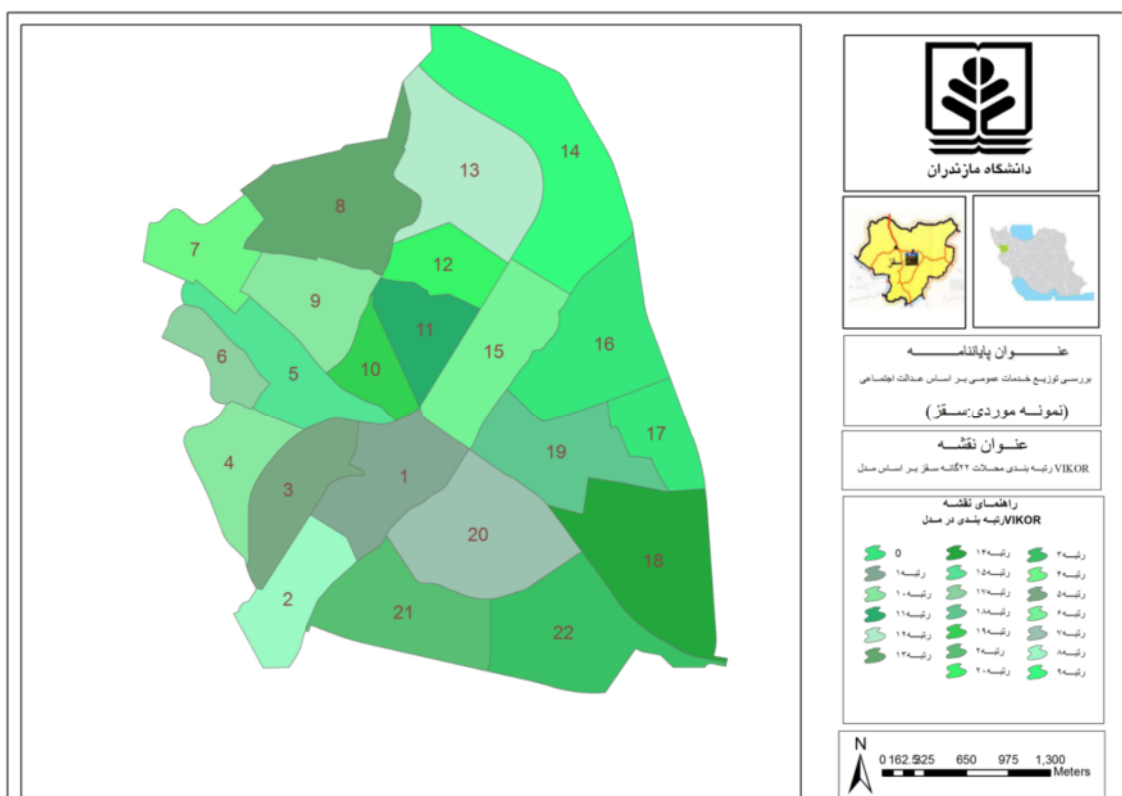 14
13
8
7
12
9
11
15
16
6
5
10
17
19
4
1
3
20
18
2
21
22
دانشگاه مازندران
سقز
عنوان پایاننامه
بررسی توزیع خدمات عمومی بر اساس عدالت اجتماعی
(نمونه موردی:سقز)
عنوان نقشه
VIKOR رتبه بندی محلات ۲۲گانه سقز بر اساس مدل
راهنمای نقشه
VIKORرتبه بندی در مدل
0
رتبه۱
رتبه۱۰
رتبه۱۱
رتبه۱۲
رتبه۱۳
رتبه۱۴
رتبه۱۵
رتبه۱۷
رتبه۱۸
رتبه۱۹
رتبه۲
رتبه۲۰
رتبه۳
رتبه۴
رتبه۵
رتبه۶
رتبه۷
رتبه۸
رتبه۹
N
0 162.5 325 650 975 1,300
Meters